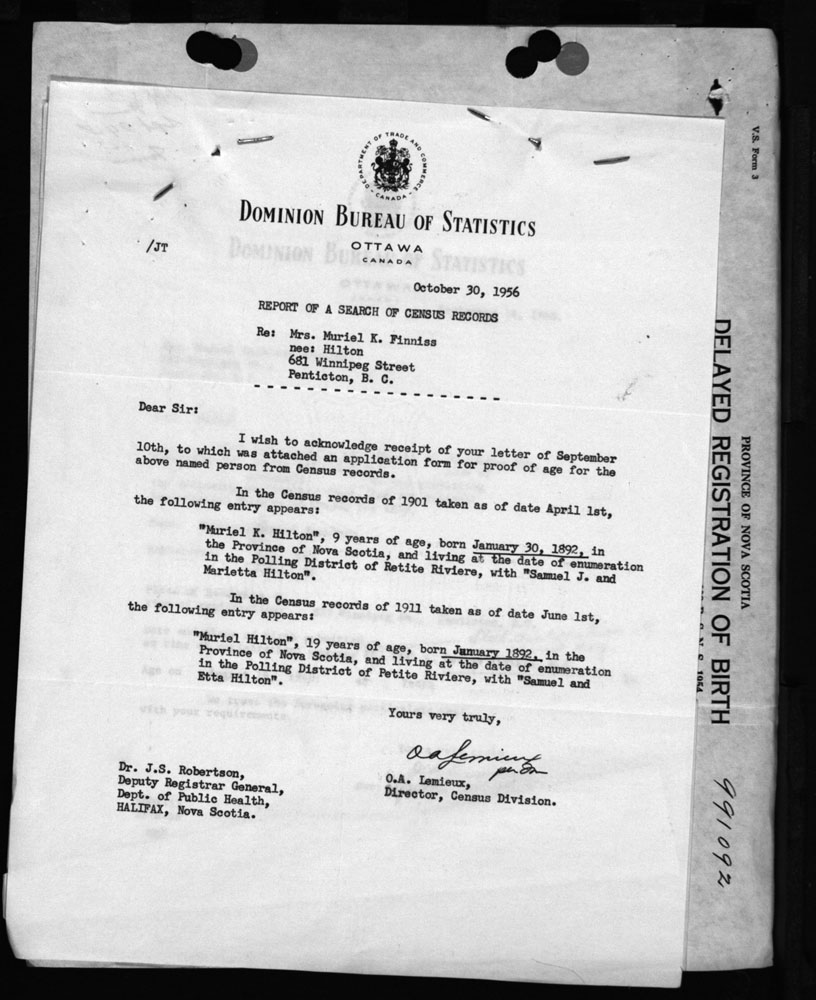 DEPARTMENT OF TRADE AND COMMERCE
- CANADA -
DOMINION BUREAU OF STATISTICS
OTTAWA
CANADA
/JT
October 30, 1956
REPORT OF A SEARCH OF CENSUS RECORDS
Re: Mrs. Muriel K. Finniss
nee: Hilton
681 Winnipeg Street
Penticton, B. C.
Dear Sir:
I wish to acknowledge receipt of your letter of September
10th, to which was attached an application form for proof of age for the
above named person from Census records.
In the Census records of 1901 taken as of date April 1st,
the following entry appears:
"Muriel K. Hilton", 9 years of age, born January 30, 1892, in
the Province of Nova Scotia, and living at the date of enumeration
in the Polling District of Retite Riviere, with "Samuel J. and
Marietta Hilton".
In the Census records of 1911 taken as of date June 1st,
the following entry appears:
"Muriel Hilton", 19 years of age, born January 1892, in the
Province of Nova Scotia, and living at the date of enumeration
in the Polling District of Petite Riviere, with "Samuel and
Etta Hilton".
Yours very truly,
O A Lemieux
O.A. Lemieux,
Director, Census Division.
Dr. J.S. Robertson,
Deputy Registrar General,
Dept. of Public Health,
HALIFAX, Nova Scotia.
V.S. Form 3
PROVINCE OF NOVA SCOTIA
DELAYED REGISTRATION OF BIRTH
1954
991092